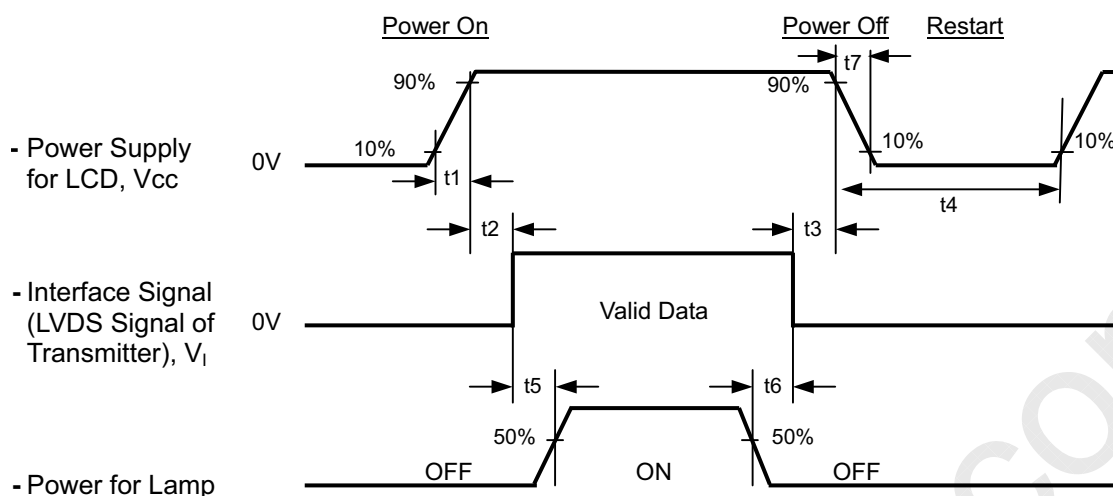 Power On
Power Off
Restart
t7
90%
90%
10%
10%
10%
- Power Supply
for LCD, Vcc
0V
t1
t4
t2
t3
- Interface Signal
(LVDS Signal of
Transmitter), VI
0V
Valid Data
t5
t6
50%
50%
OFF
ON
OFF
- Power for Lamp